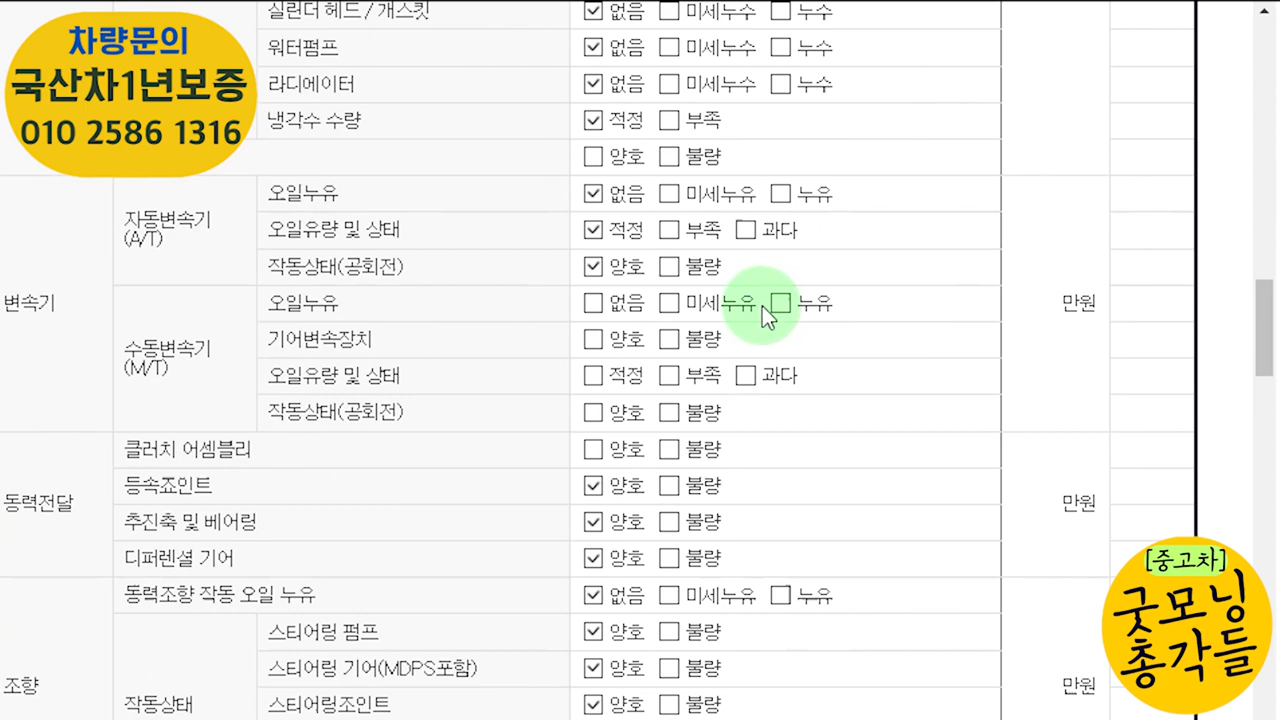 차량문의
국산차1년보증
010 2586 1316
실린더 헤드 / 개스킷 없음 미세누수 누수
워터펌프 없음 미세누수 누수
라디에이터 없음 미세누수 누수
냉각수 수량 적정 부족
양호 불량
변속기
자동변속기
(A/T)
오일누유 없음 미세누유 누유
오일유량 및 상태 적정 부족 과다
작동상태(공회전) 양호 불량
수동변속기
(M/T)
오일누유 없음 미세누유 누유
기어변속장치 양호 불량
오일유량 및 상태 적정 부족 과다
작동상태(공회전) 양호 불량
만원
동력전달
클러치 어셈블리 양호 불량
등속죠인트 양호 불량
추진축 및 베어링 양호 불량
디퍼렌셜 기어 양호 불량
만원
조향
동력조향 작동 오일 누유 없음 미세누유 누유
작동상태
스티어링 펌프 양호 불량
스티어링 기어(MDPS포함) 양호 불량
스티어링조인트 양호 불량
만원
[중고차]
굿모닝
총각들